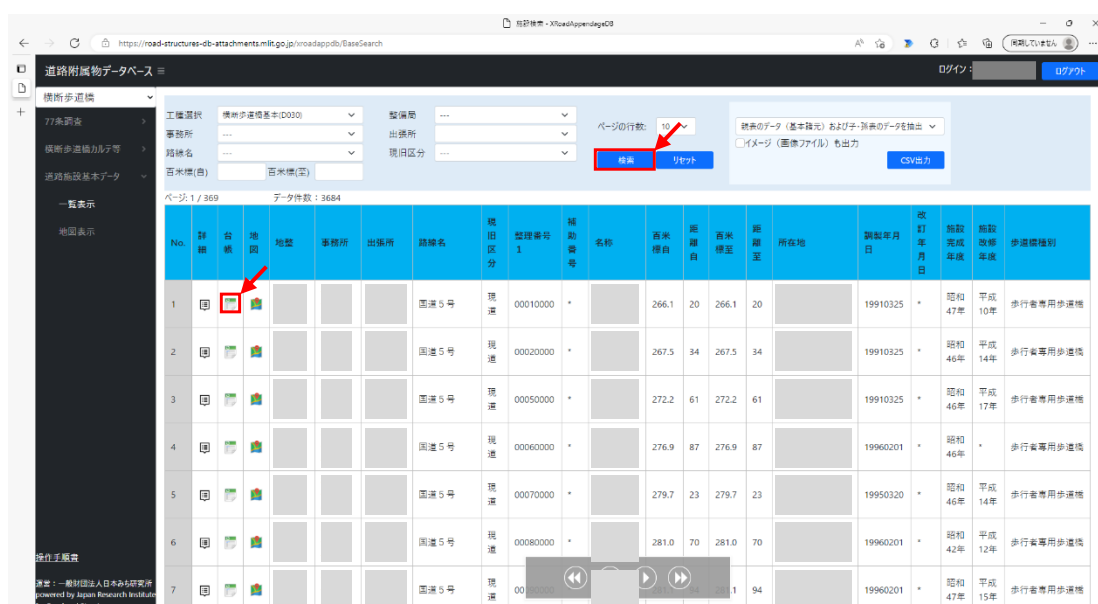 施設検索 - XRoadAppendageDB
https://road-structures-db-attachments.mlit.go.jp/xroadappdb/BaseSearch
同期していません
道路附属物データベース
ログイン：
ログアウト
横断歩道橋
77条調査
横断歩道橋カルテ等
道路施設基本データ
一覧表示
地図表示
工種選択 横断歩道橋基本(D030) 整備局 ---
事務所 --- 出張所
路線名 --- 現旧区分 ---
百米標(自) 百米標(至)
ページの行数: 10
検索 リセット
親表のデータ（基本諸元）および子・孫表のデータを抽出
イメージ（画像ファイル）も出力
CSV出力
ページ: 1 / 369 データ件数：3684
No. 詳細 台帳 地図 地整 事務所 出張所 路線名 現旧区分 整理番号1 補助番号 名称 百米標自 距離自 百米標至 距離至 所在地 調製年月日 改訂年月日 施設完成年度 施設改修年度 歩道橋種別
1 国道５号 現道 00010000 * 266.1 20 266.1 20 19910325 * 昭和47年 平成10年 歩行者専用歩道橋
2 国道５号 現道 00020000 * 267.5 34 267.5 34 19910325 * 昭和46年 平成14年 歩行者専用歩道橋
3 国道５号 現道 00050000 * 272.2 61 272.2 61 19910325 * 昭和46年 平成17年 歩行者専用歩道橋
4 国道５号 現道 00060000 * 276.9 87 276.9 87 19960201 * 昭和46年 * 歩行者専用歩道橋
5 国道５号 現道 00070000 * 279.7 23 279.7 23 19950320 * 昭和46年 平成14年 歩行者専用歩道橋
6 国道５号 現道 00080000 * 281.0 70 281.0 70 19960201 * 昭和42年 平成12年 歩行者専用歩道橋
7 国道５号 現道 94 19960201 * 昭和47年 平成15年 歩行者専用歩道橋
操作手順書
運営：一般財団法人日本みち研究所
powered by Japan Research Institute